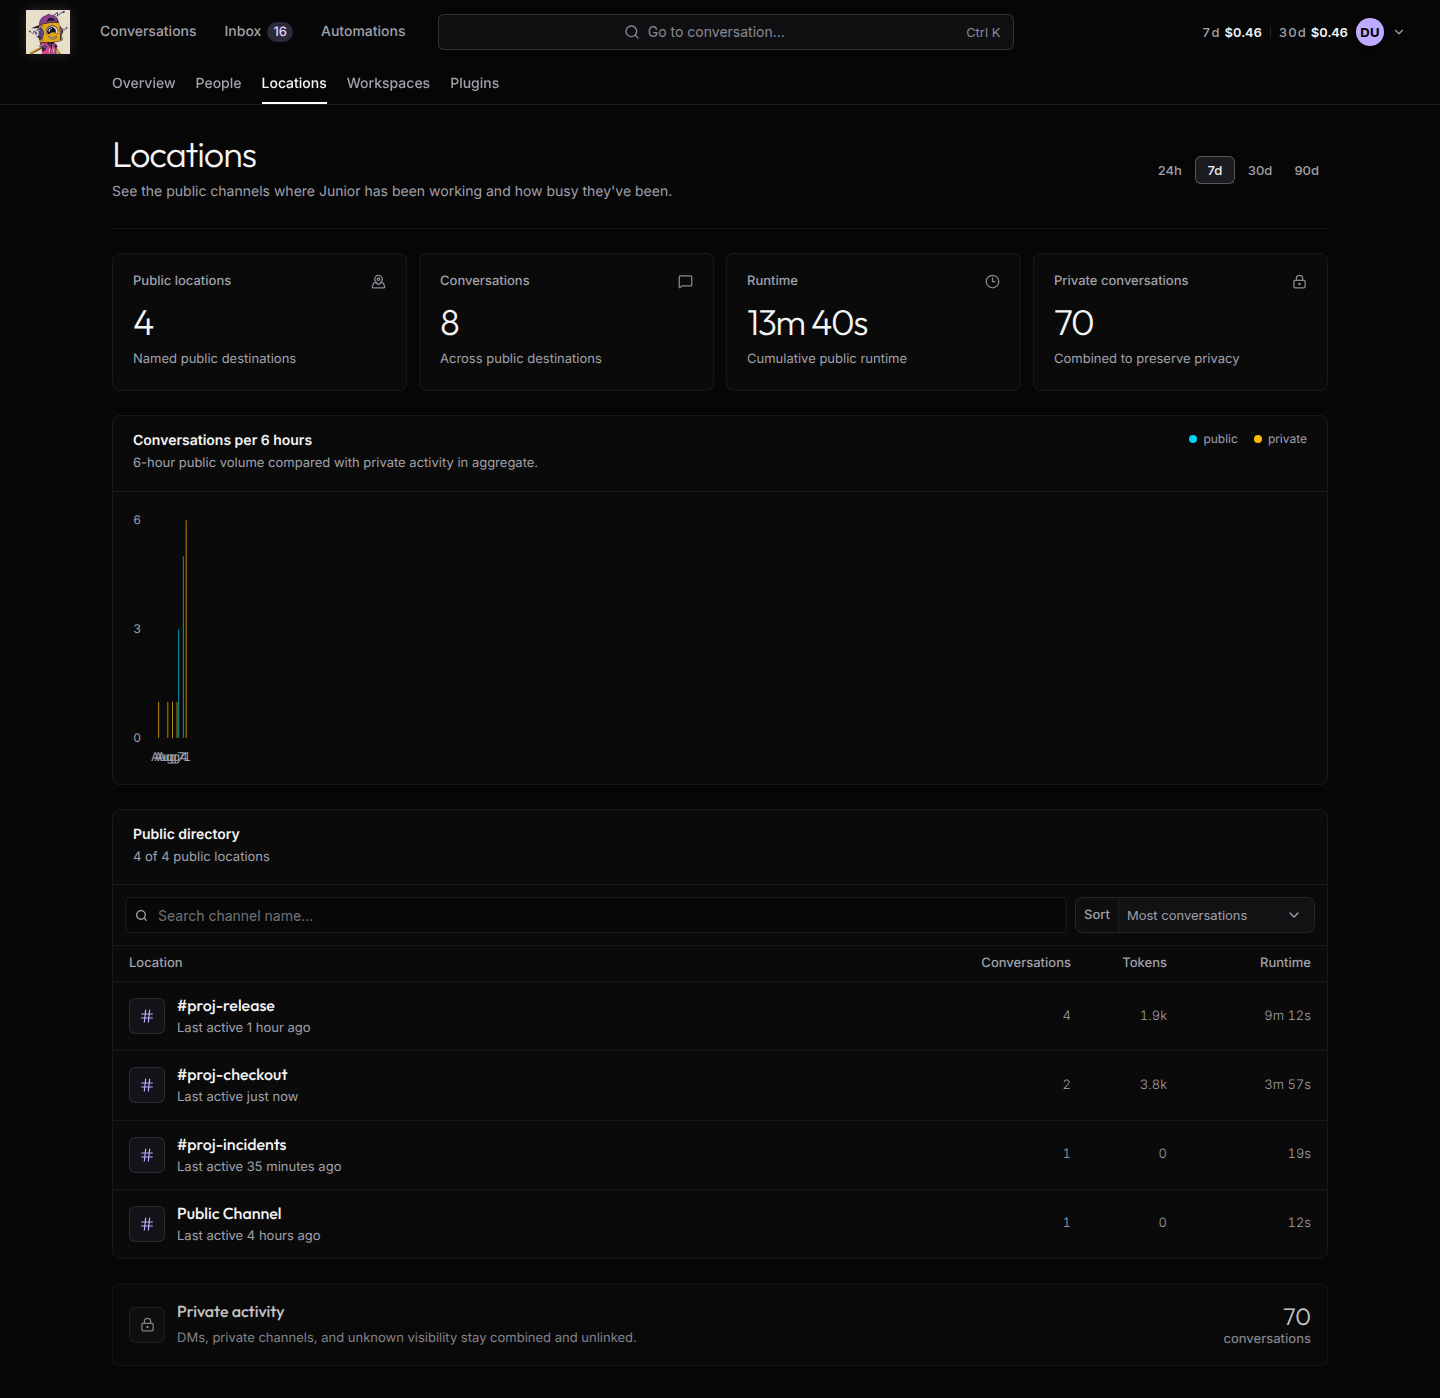 Conversations
Inbox 16
Automations
Go to conversation...
Ctrl K
7d $0.46
30d $0.46
DU
Overview
People
Locations
Workspaces
Plugins
Locations
See the public channels where Junior has been working and how busy they've been.
24h
7d
30d
90d
Public locations
4
Named public destinations
Conversations
8
Across public destinations
Runtime
13m 40s
Cumulative public runtime
Private conversations
70
Combined to preserve privacy
Conversations per 6 hours
6-hour public volume compared with private activity in aggregate.
public
private
6
3
0
Public directory
4 of 4 public locations
Search channel name...
Sort
Most conversations
Location
Conversations
Tokens
Runtime
#proj-release
Last active 1 hour ago
4
1.9k
9m 12s
#proj-checkout
Last active just now
2
3.8k
3m 57s
#proj-incidents
Last active 35 minutes ago
1
0
19s
Public Channel
Last active 4 hours ago
1
0
12s
Private activity
DMs, private channels, and unknown visibility stay combined and unlinked.
70
conversations